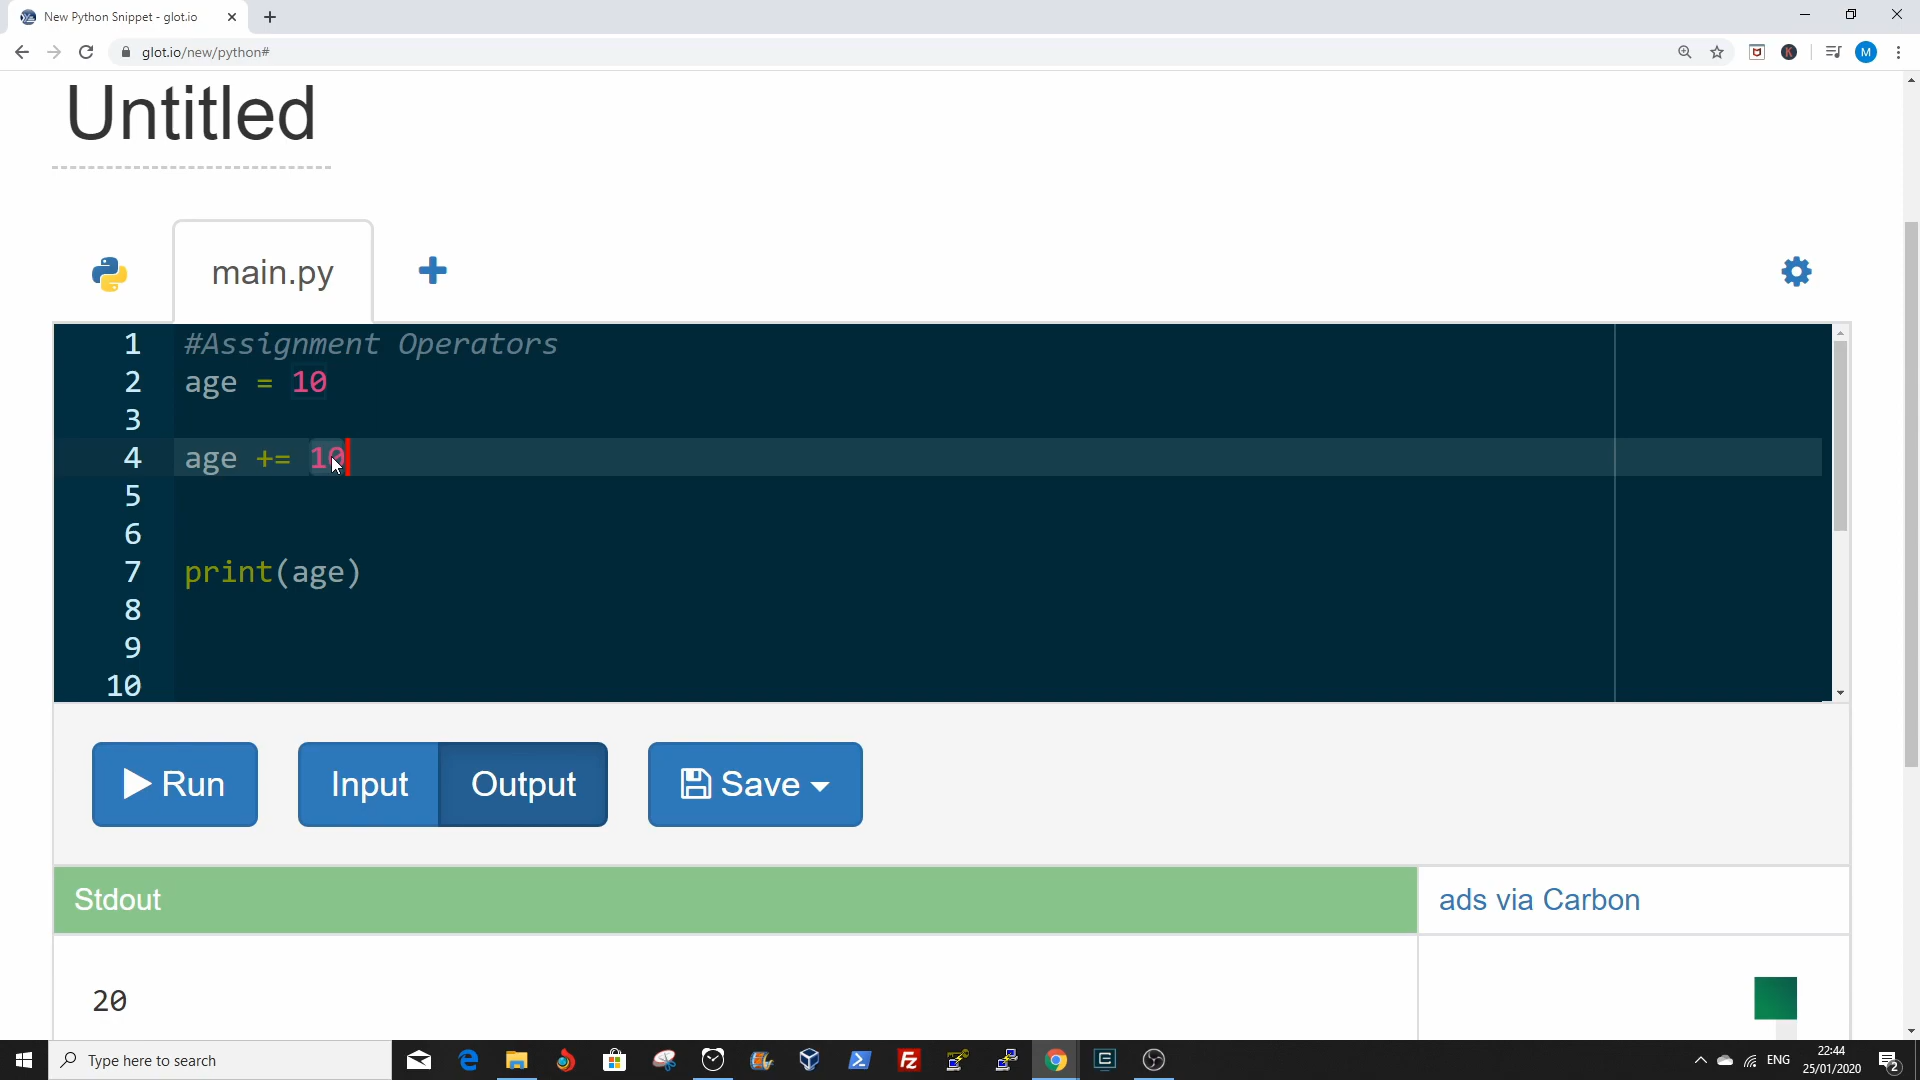 New Python Snippet - glot.io
glot.io/new/python#
M
Untitled
main.py
1 #Assignment Operators
2 age = 10
3
4 age += 10
5
6
7 print(age)
8
9
10
Run Input Output Save
Stdout ads via Carbon
20
Type here to search
ENG
22:44
25/01/2020
2